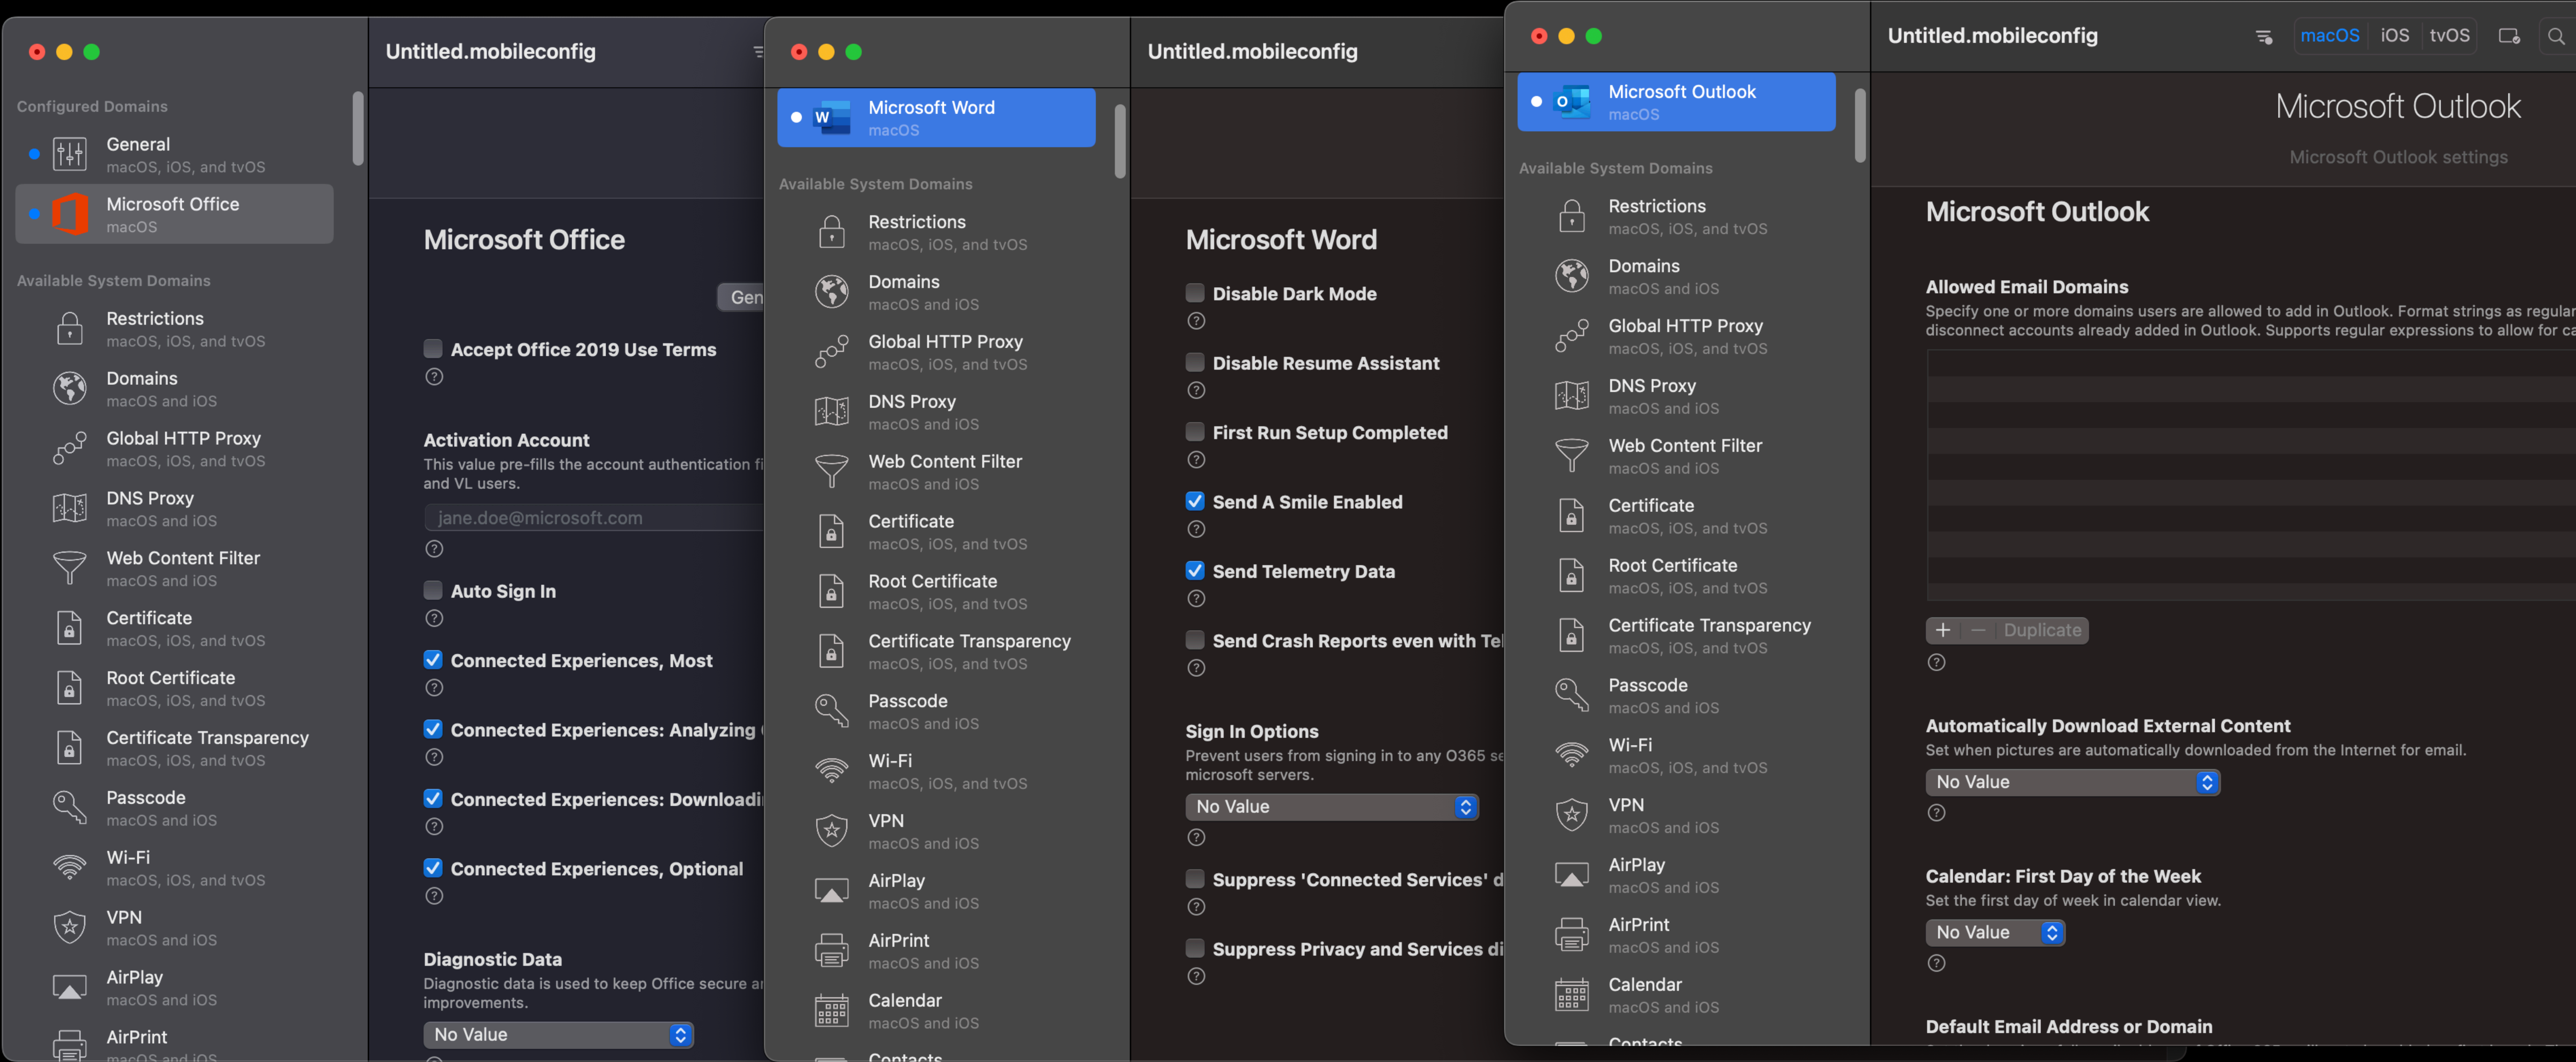 Untitled.mobileconfig
Configured Domains
General
macOS, iOS, and tvOS
Microsoft Office
macOS
Available System Domains
Restrictions
macOS, iOS, and tvOS
Domains
macOS and iOS
Global HTTP Proxy
macOS, iOS, and tvOS
DNS Proxy
macOS and iOS
Web Content Filter
macOS and iOS
Certificate
macOS, iOS, and tvOS
Root Certificate
macOS, iOS, and tvOS
Certificate Transparency
macOS, iOS, and tvOS
Passcode
macOS and iOS
Wi-Fi
macOS, iOS, and tvOS
VPN
macOS and iOS
AirPlay
macOS and iOS
AirPrint
macOS and iOS
Microsoft Office
Gen
Accept Office 2019 Use Terms
Activation Account
This value pre-fills the account authentication fi
and VL users.
jane.doe@microsoft.com
Auto Sign In
Connected Experiences, Most
Connected Experiences: Analyzing
Connected Experiences: Downloadi
Connected Experiences, Optional
Diagnostic Data
Diagnostic data is used to keep Office secure a
improvements.
No Value
Untitled.mobileconfig
W
Microsoft Word
macOS
Available System Domains
Restrictions
macOS, iOS, and tvOS
Domains
macOS and iOS
Global HTTP Proxy
macOS, iOS, and tvOS
DNS Proxy
macOS and iOS
Web Content Filter
macOS and iOS
Certificate
macOS, iOS, and tvOS
Root Certificate
macOS, iOS, and tvOS
Certificate Transparency
macOS, iOS, and tvOS
Passcode
macOS and iOS
Wi-Fi
macOS, iOS, and tvOS
VPN
macOS and iOS
AirPlay
macOS and iOS
AirPrint
macOS and iOS
Calendar
macOS and iOS
Contacts
Microsoft Word
Disable Dark Mode
Disable Resume Assistant
First Run Setup Completed
Send A Smile Enabled
Send Telemetry Data
Send Crash Reports even with Tel
Sign In Options
Prevent users from signing in to any O365 se
microsoft servers.
No Value
Suppress 'Connected Services' d
Suppress Privacy and Services di
Untitled.mobileconfig
macOS iOS tvOS
O
Microsoft Outlook
macOS
Available System Domains
Restrictions
macOS, iOS, and tvOS
Domains
macOS and iOS
Global HTTP Proxy
macOS, iOS, and tvOS
DNS Proxy
macOS and iOS
Web Content Filter
macOS and iOS
Certificate
macOS, iOS, and tvOS
Root Certificate
macOS, iOS, and tvOS
Certificate Transparency
macOS, iOS, and tvOS
Passcode
macOS and iOS
Wi-Fi
macOS, iOS, and tvOS
VPN
macOS and iOS
AirPlay
macOS and iOS
AirPrint
macOS and iOS
Calendar
macOS and iOS
Contacts
Microsoft Outlook
Microsoft Outlook settings
Microsoft Outlook
Allowed Email Domains
Specify one or more domains users are allowed to add in Outlook. Format strings as regular
disconnect accounts already added in Outlook. Supports regular expressions to allow for ca
+ − Duplicate
Automatically Download External Content
Set when pictures are automatically downloaded from the Internet for email.
No Value
Calendar: First Day of the Week
Set the first day of week in calendar view.
No Value
Default Email Address or Domain